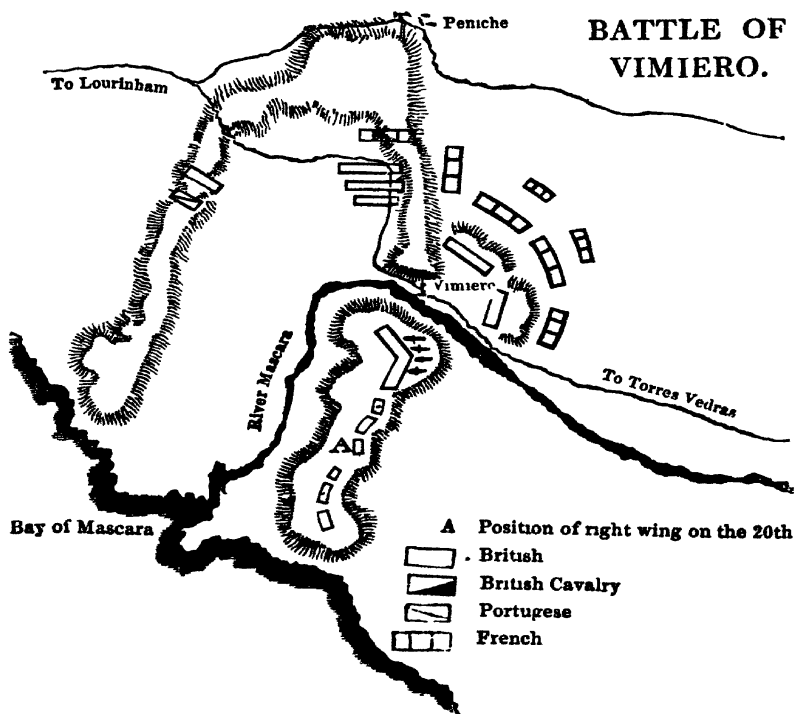 Peniche
BATTLE OF
VIMIERO.
To Lourinham
Vimiero
River Mascara
To Torres Vedras
A
Bay of Mascara
A Position of right wing on the 20th
British
British Cavalry
Portugese
French